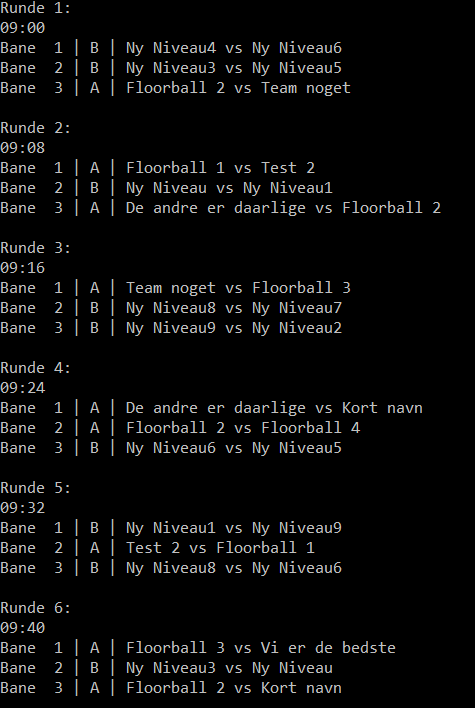 Runde 1:
09:00
Bane  1 | B | Ny Niveau4 vs Ny Niveau6
Bane  2 | B | Ny Niveau3 vs Ny Niveau5
Bane  3 | A | Floorball 2 vs Team noget

Runde 2:
09:08
Bane  1 | A | Floorball 1 vs Test 2
Bane  2 | B | Ny Niveau vs Ny Niveau1
Bane  3 | A | De andre er daarlige vs Floorball 2

Runde 3:
09:16
Bane  1 | A | Team noget vs Floorball 3
Bane  2 | B | Ny Niveau8 vs Ny Niveau7
Bane  3 | B | Ny Niveau9 vs Ny Niveau2

Runde 4:
09:24
Bane  1 | A | De andre er daarlige vs Kort navn
Bane  2 | A | Floorball 2 vs Floorball 4
Bane  3 | B | Ny Niveau6 vs Ny Niveau5

Runde 5:
09:32
Bane  1 | B | Ny Niveau1 vs Ny Niveau9
Bane  2 | A | Test 2 vs Floorball 1
Bane  3 | B | Ny Niveau8 vs Ny Niveau6

Runde 6:
09:40
Bane  1 | A | Floorball 3 vs Vi er de bedste
Bane  2 | B | Ny Niveau3 vs Ny Niveau
Bane  3 | A | Floorball 2 vs Kort navn